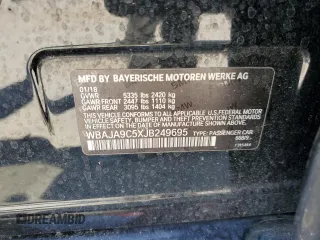 MFD BY BAYERISCHE MOTOREN WERKE AG
01/18
GVWR 5335 lbs 2420 kg
GAWR FRONT 2447 lbs 1110 kg
GAWR REAR 3095 lbs 1404 kg
THIS VEHICLE CONFORMS TO ALL APPLICABLE
U.S. FEDERAL MOTOR VEHICLE SAFETY, BUMPER,
AND THEFT PREVENTION STANDARDS IN EFFECT
ON THE DATE OF MANUFACTURE SHOWN ABOVE.
WBAJA9C5XJB249695 TYPE: PASSENGER CAR
DREAMBID